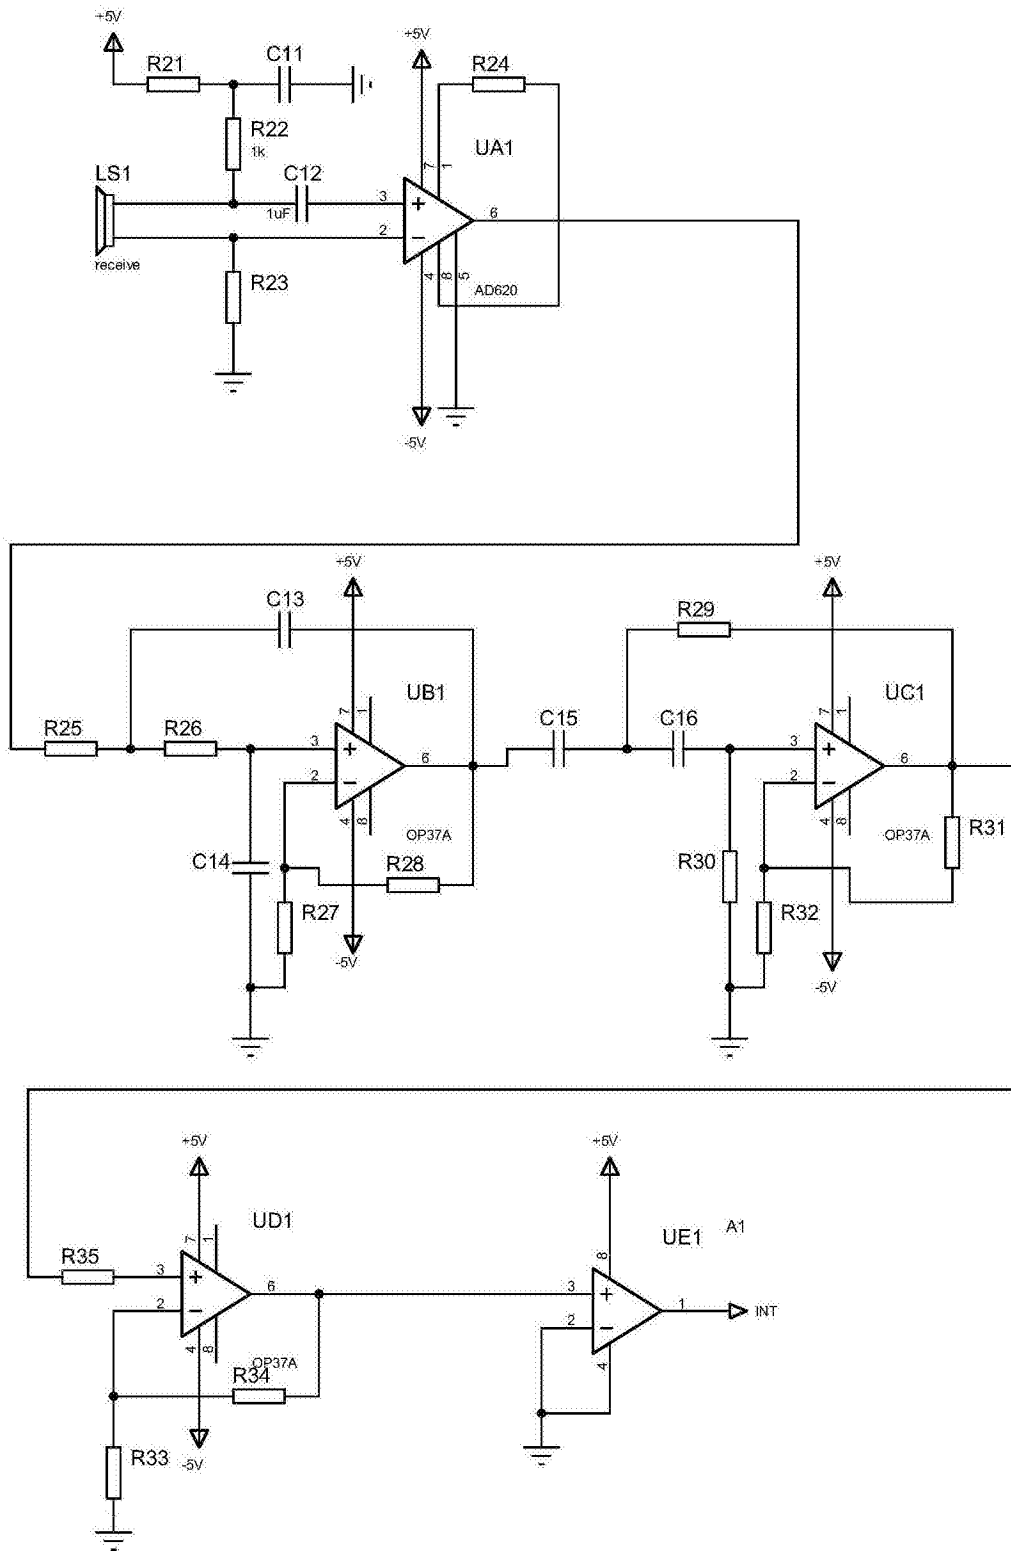 +5V
R21
C11
+5V
R24
R22
1k
UA1
7
1
LS1
C12
1uF
3
6
2
receive
R23
4
8
5
AD620
-5V
+5V
C13
+5V
R29
UB1
UC1
7
1
7
1
R25
R26
C15
C16
3
6
3
6
2
2
4
8
OP37A
4
8
OP37A
R31
C14
R28
R30
R27
R32
-5V
-5V
+5V
+5V
UD1
UE1
A1
7
1
8
R35
3
6
3
2
2
1
INT
4
8
4
OP37A
R34
R33
-5V